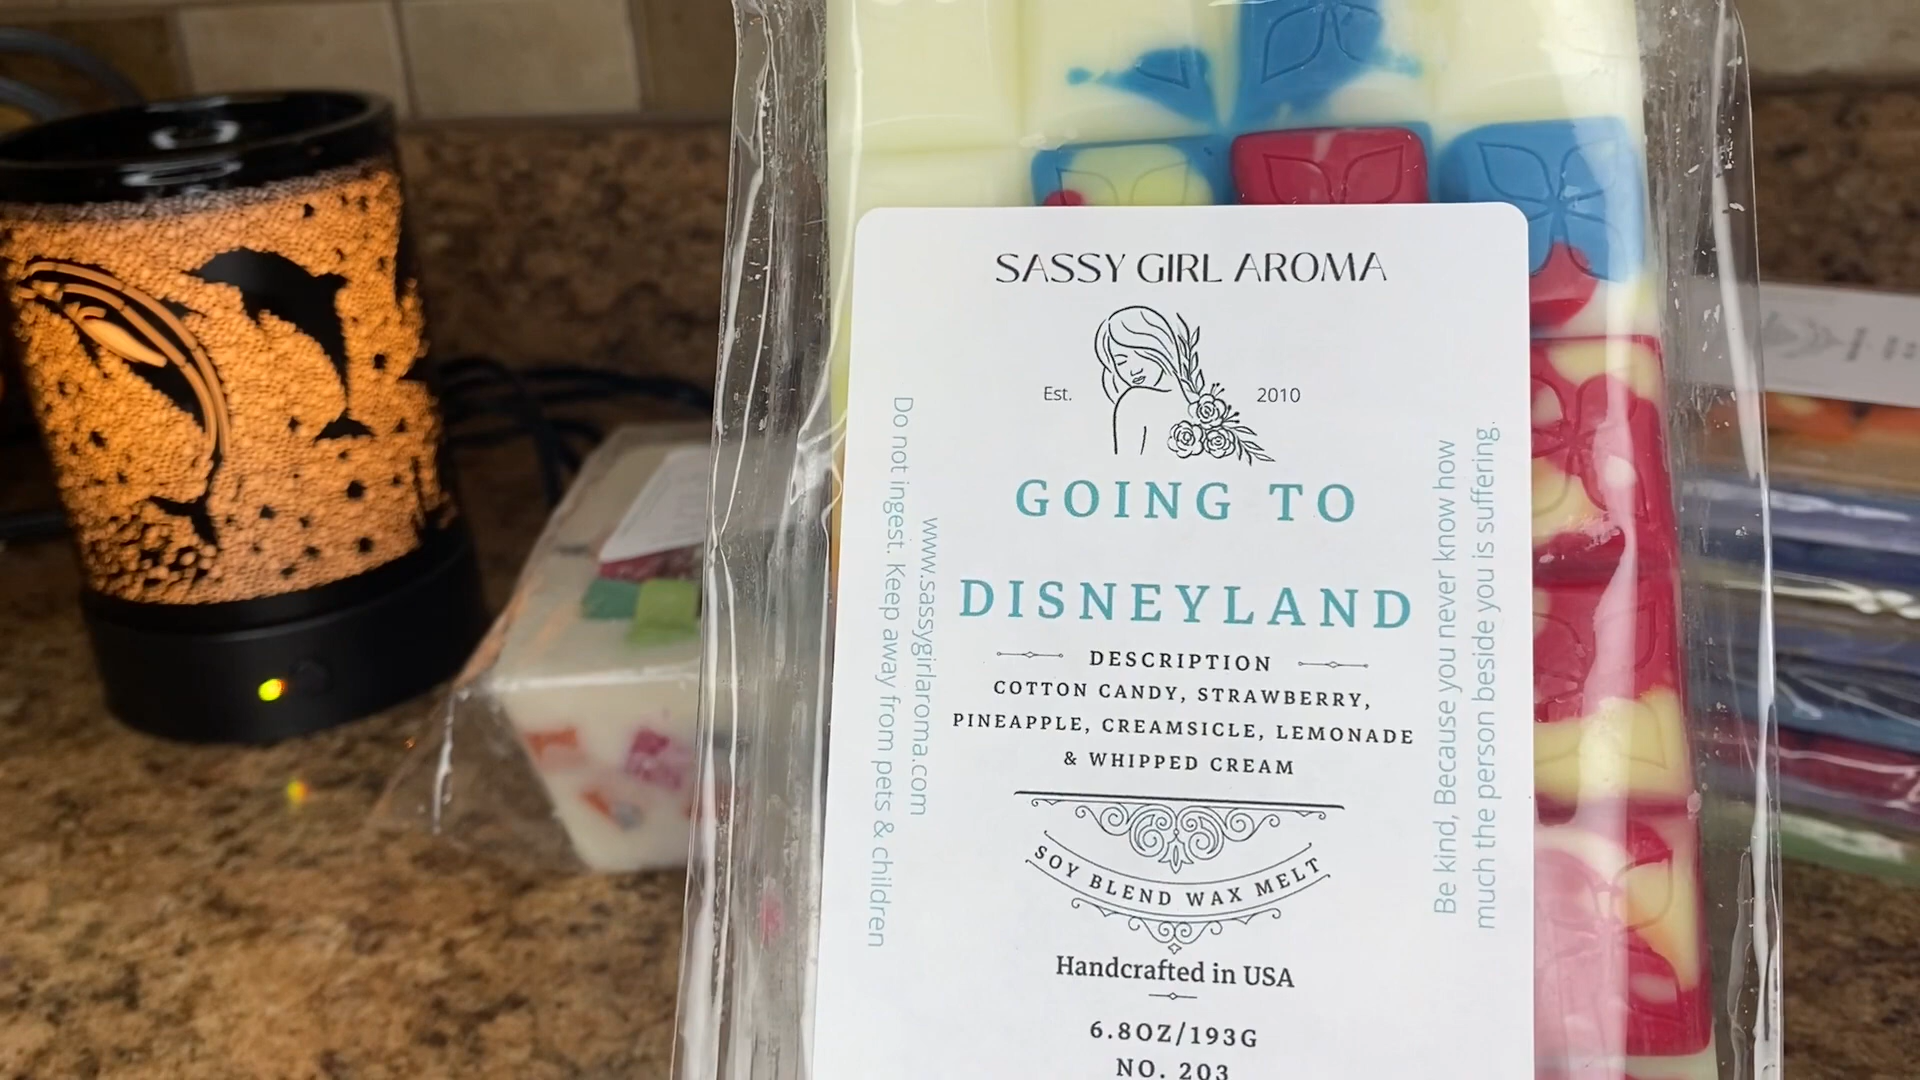 SASSY GIRL AROMA
Est. 2010
GOING TO
DISNEYLAND
DESCRIPTION
COTTON CANDY, STRAWBERRY,
PINEAPPLE, CREAMSICLE, LEMONADE
& WHIPPED CREAM
SOY BLEND WAX MELT
Handcrafted in USA
6.8OZ/193G
NO. 203
www.sassygirlaroma.com
Do not ingest. Keep away from pets & children
Be kind, Because you never know how
much the person beside you is suffering.